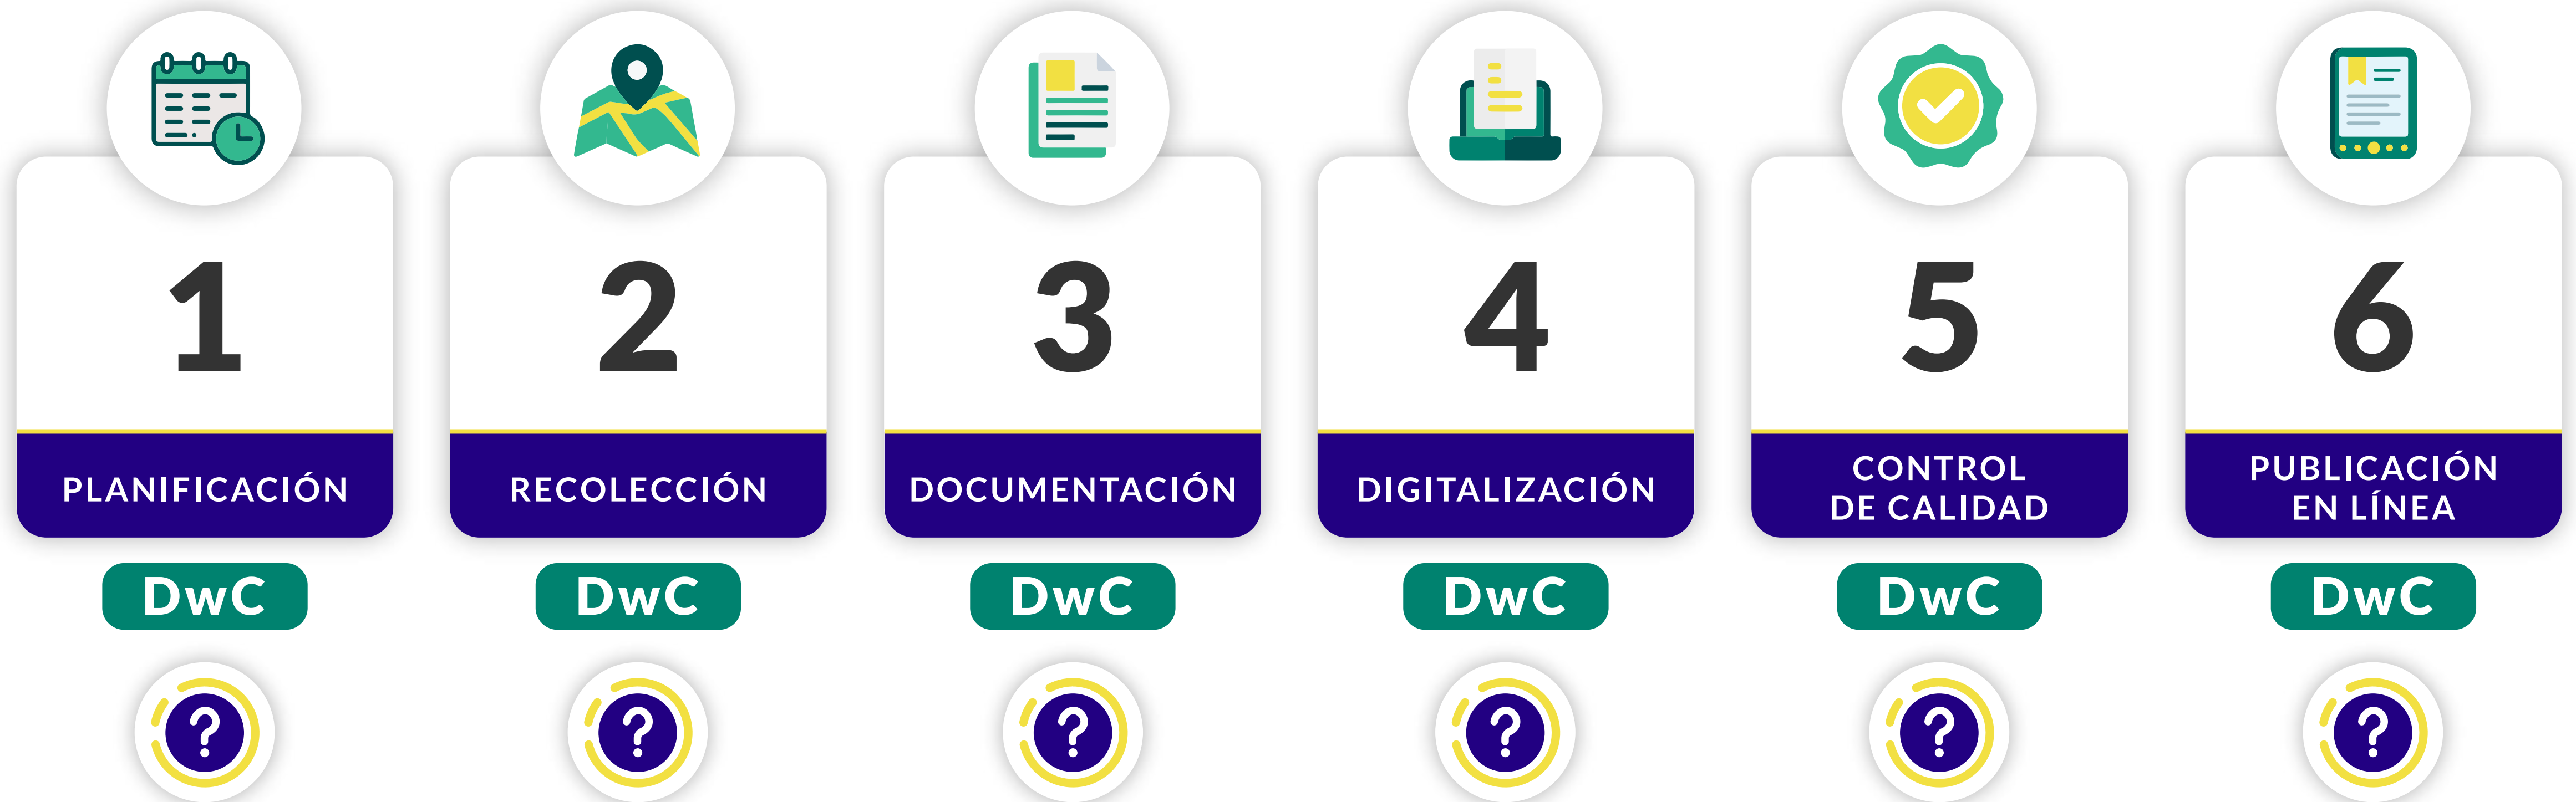 1
PLANIFICACIÓN
DwC
?
2
RECOLECCIÓN
DwC
?
3
DOCUMENTACIÓN
DwC
?
4
DIGITALIZACIÓN
DwC
?
5
CONTROL
DE CALIDAD
DwC
?
6
PUBLICACIÓN
EN LÍNEA
DwC
?